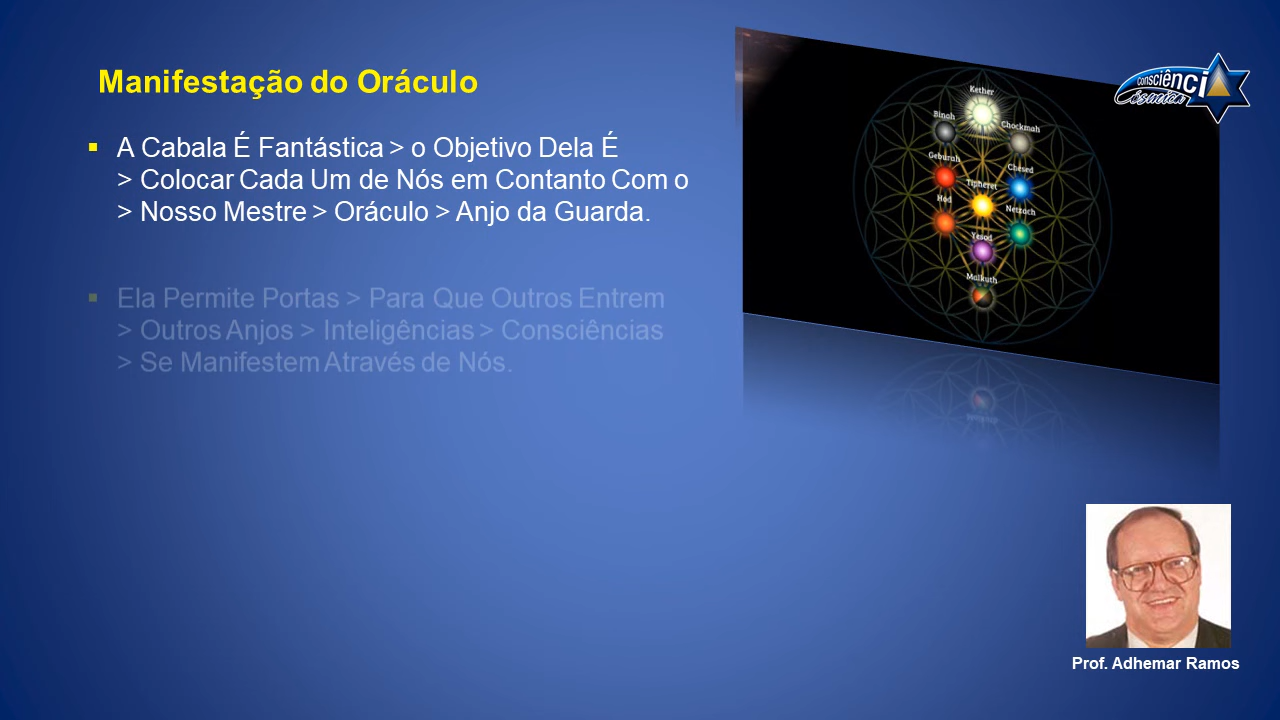 Manifestação do Oráculo
A Cabala É Fantástica > o Objetivo Dela É
> Colocar Cada Um de Nós em Contanto Com o
> Nosso Mestre > Oráculo > Anjo da Guarda.
Ela Permite Portas > Para Que Outros Entrem
> Outros Anjos > Inteligências > Consciências
> Se Manifestem Através de Nós.
consciência
Cósmica
Kether
Binah
Chockmah
Geburah
Chesed
Tipheret
Hod
Netzach
Yesod
Malkuth
Prof. Adhemar Ramos